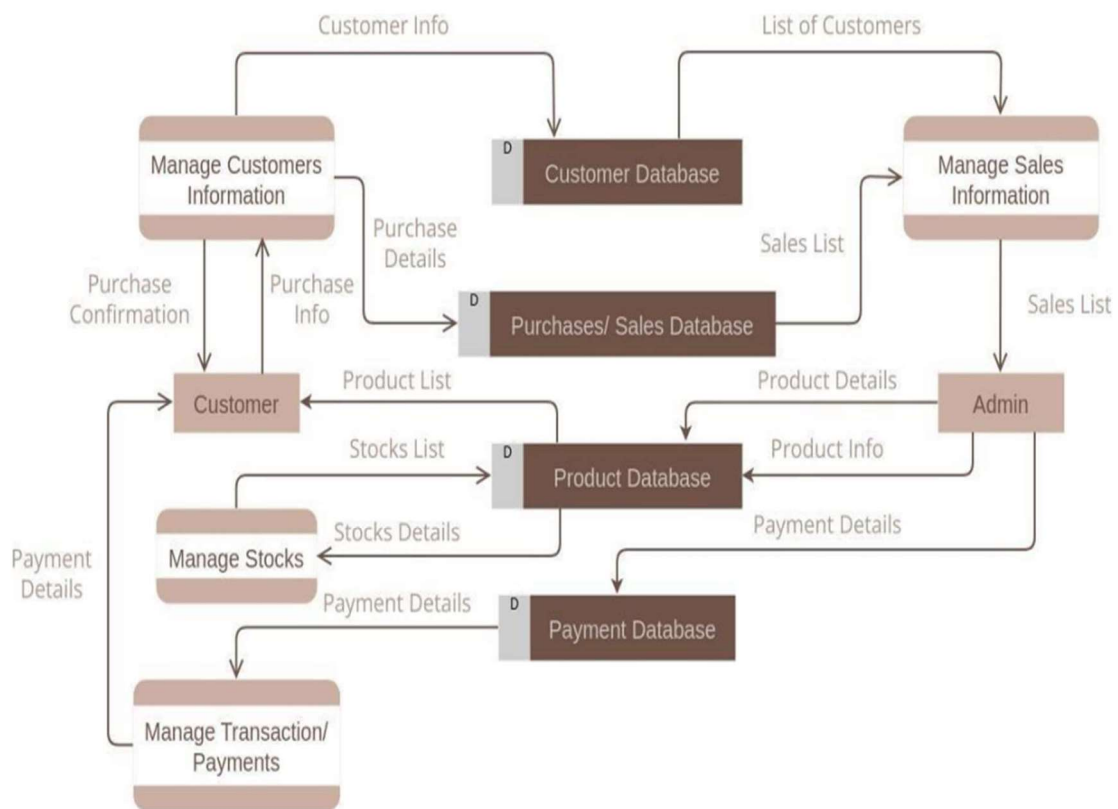 Customer Info
List of Customers
D
Customer Database
Manage Customers
Information
Manage Sales
Information
Purchase
Details
Sales List
Purchase
Confirmation
Purchase
Info
D
Purchases/ Sales Database
Sales List
Customer
Product List
Product Details
Admin
Stocks List
D
Product Database
Product Info
Manage Stocks
Stocks Details
Payment Details
Payment
Details
Payment Details
D
Payment Database
Manage Transaction/
Payments